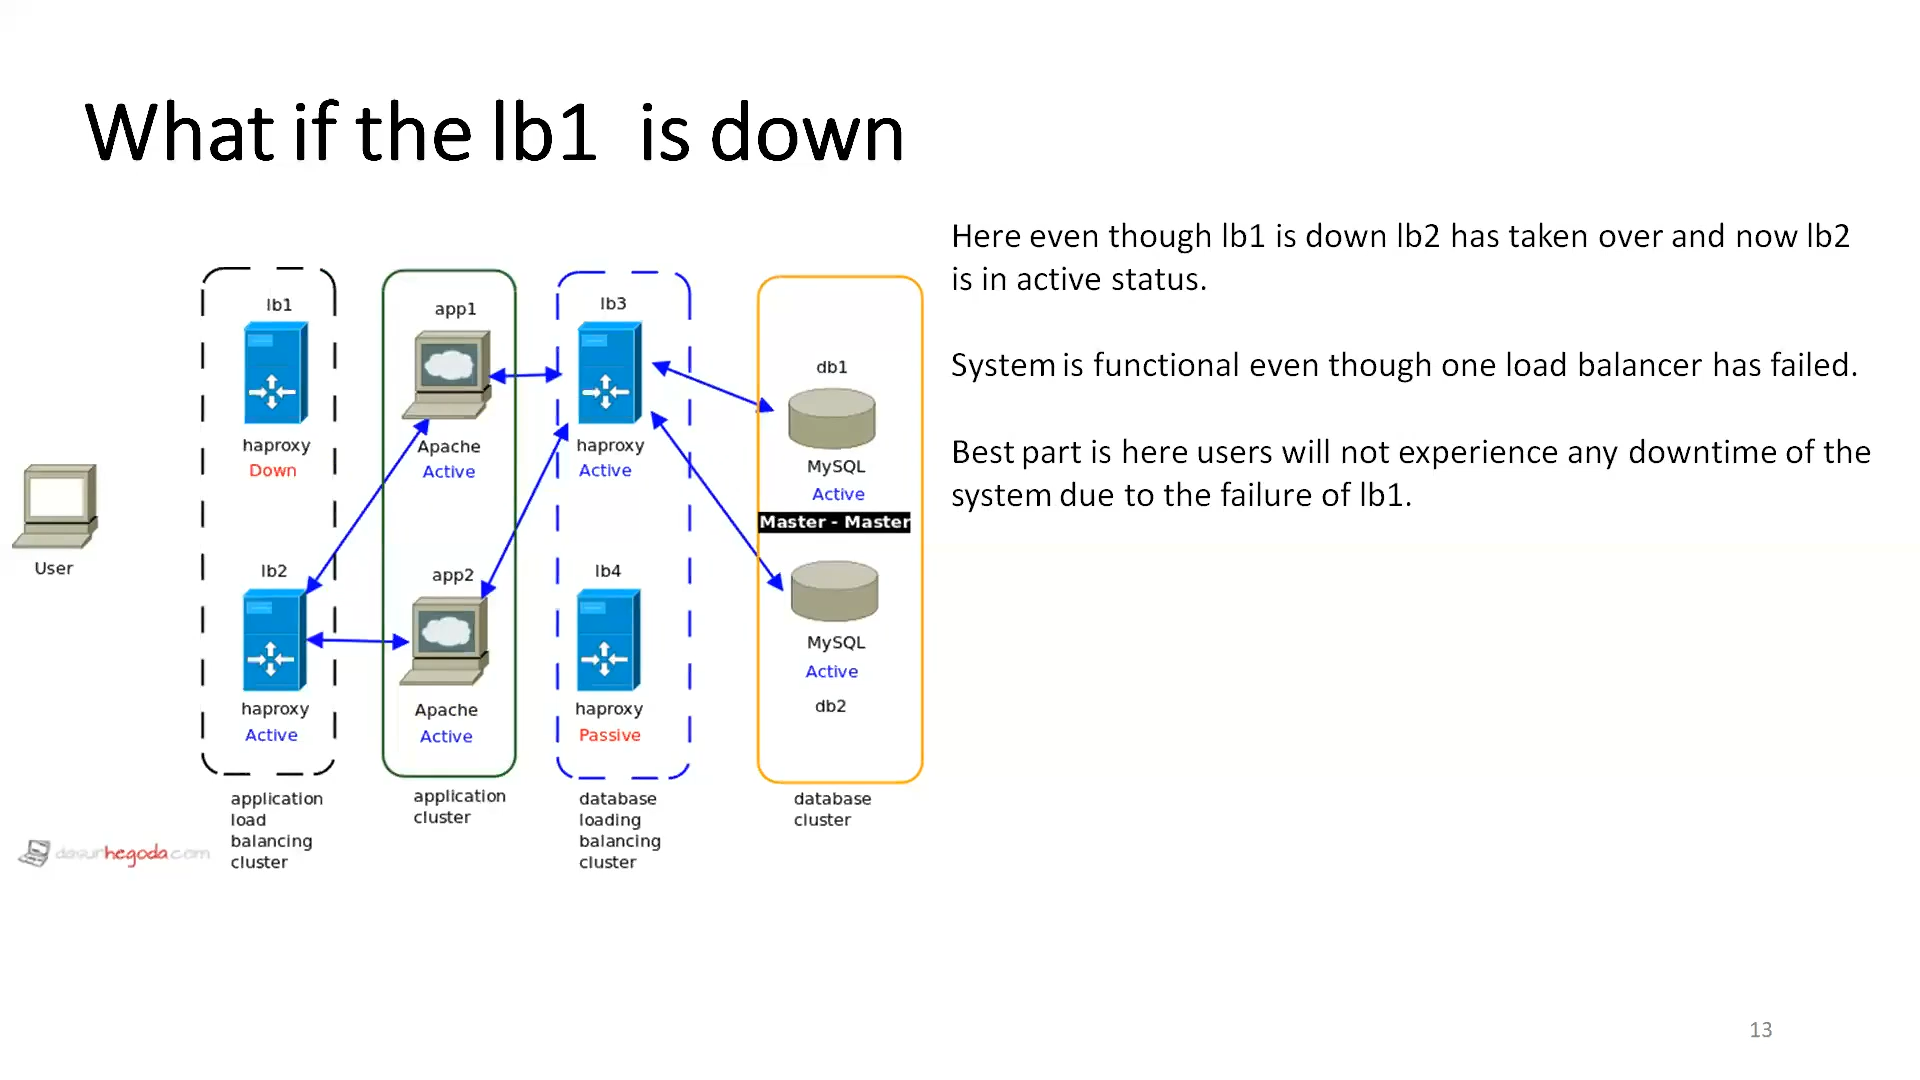 What if the lb1 is down
Here even though lb1 is down lb2 has taken over and now lb2
is in active status.
System is functional even though one load balancer has failed.
Best part is here users will not experience any downtime of the
system due to the failure of lb1.
User
lb1
haproxy
Down
lb2
haproxy
Active
application
load
balancing
cluster
app1
Apache
Active
app2
Apache
Active
application
cluster
lb3
haproxy
Active
lb4
haproxy
Passive
database
loading
balancing
cluster
db1
MySQL
Active
Master - Master
MySQL
Active
db2
database
cluster
dasunhegoda.com
13